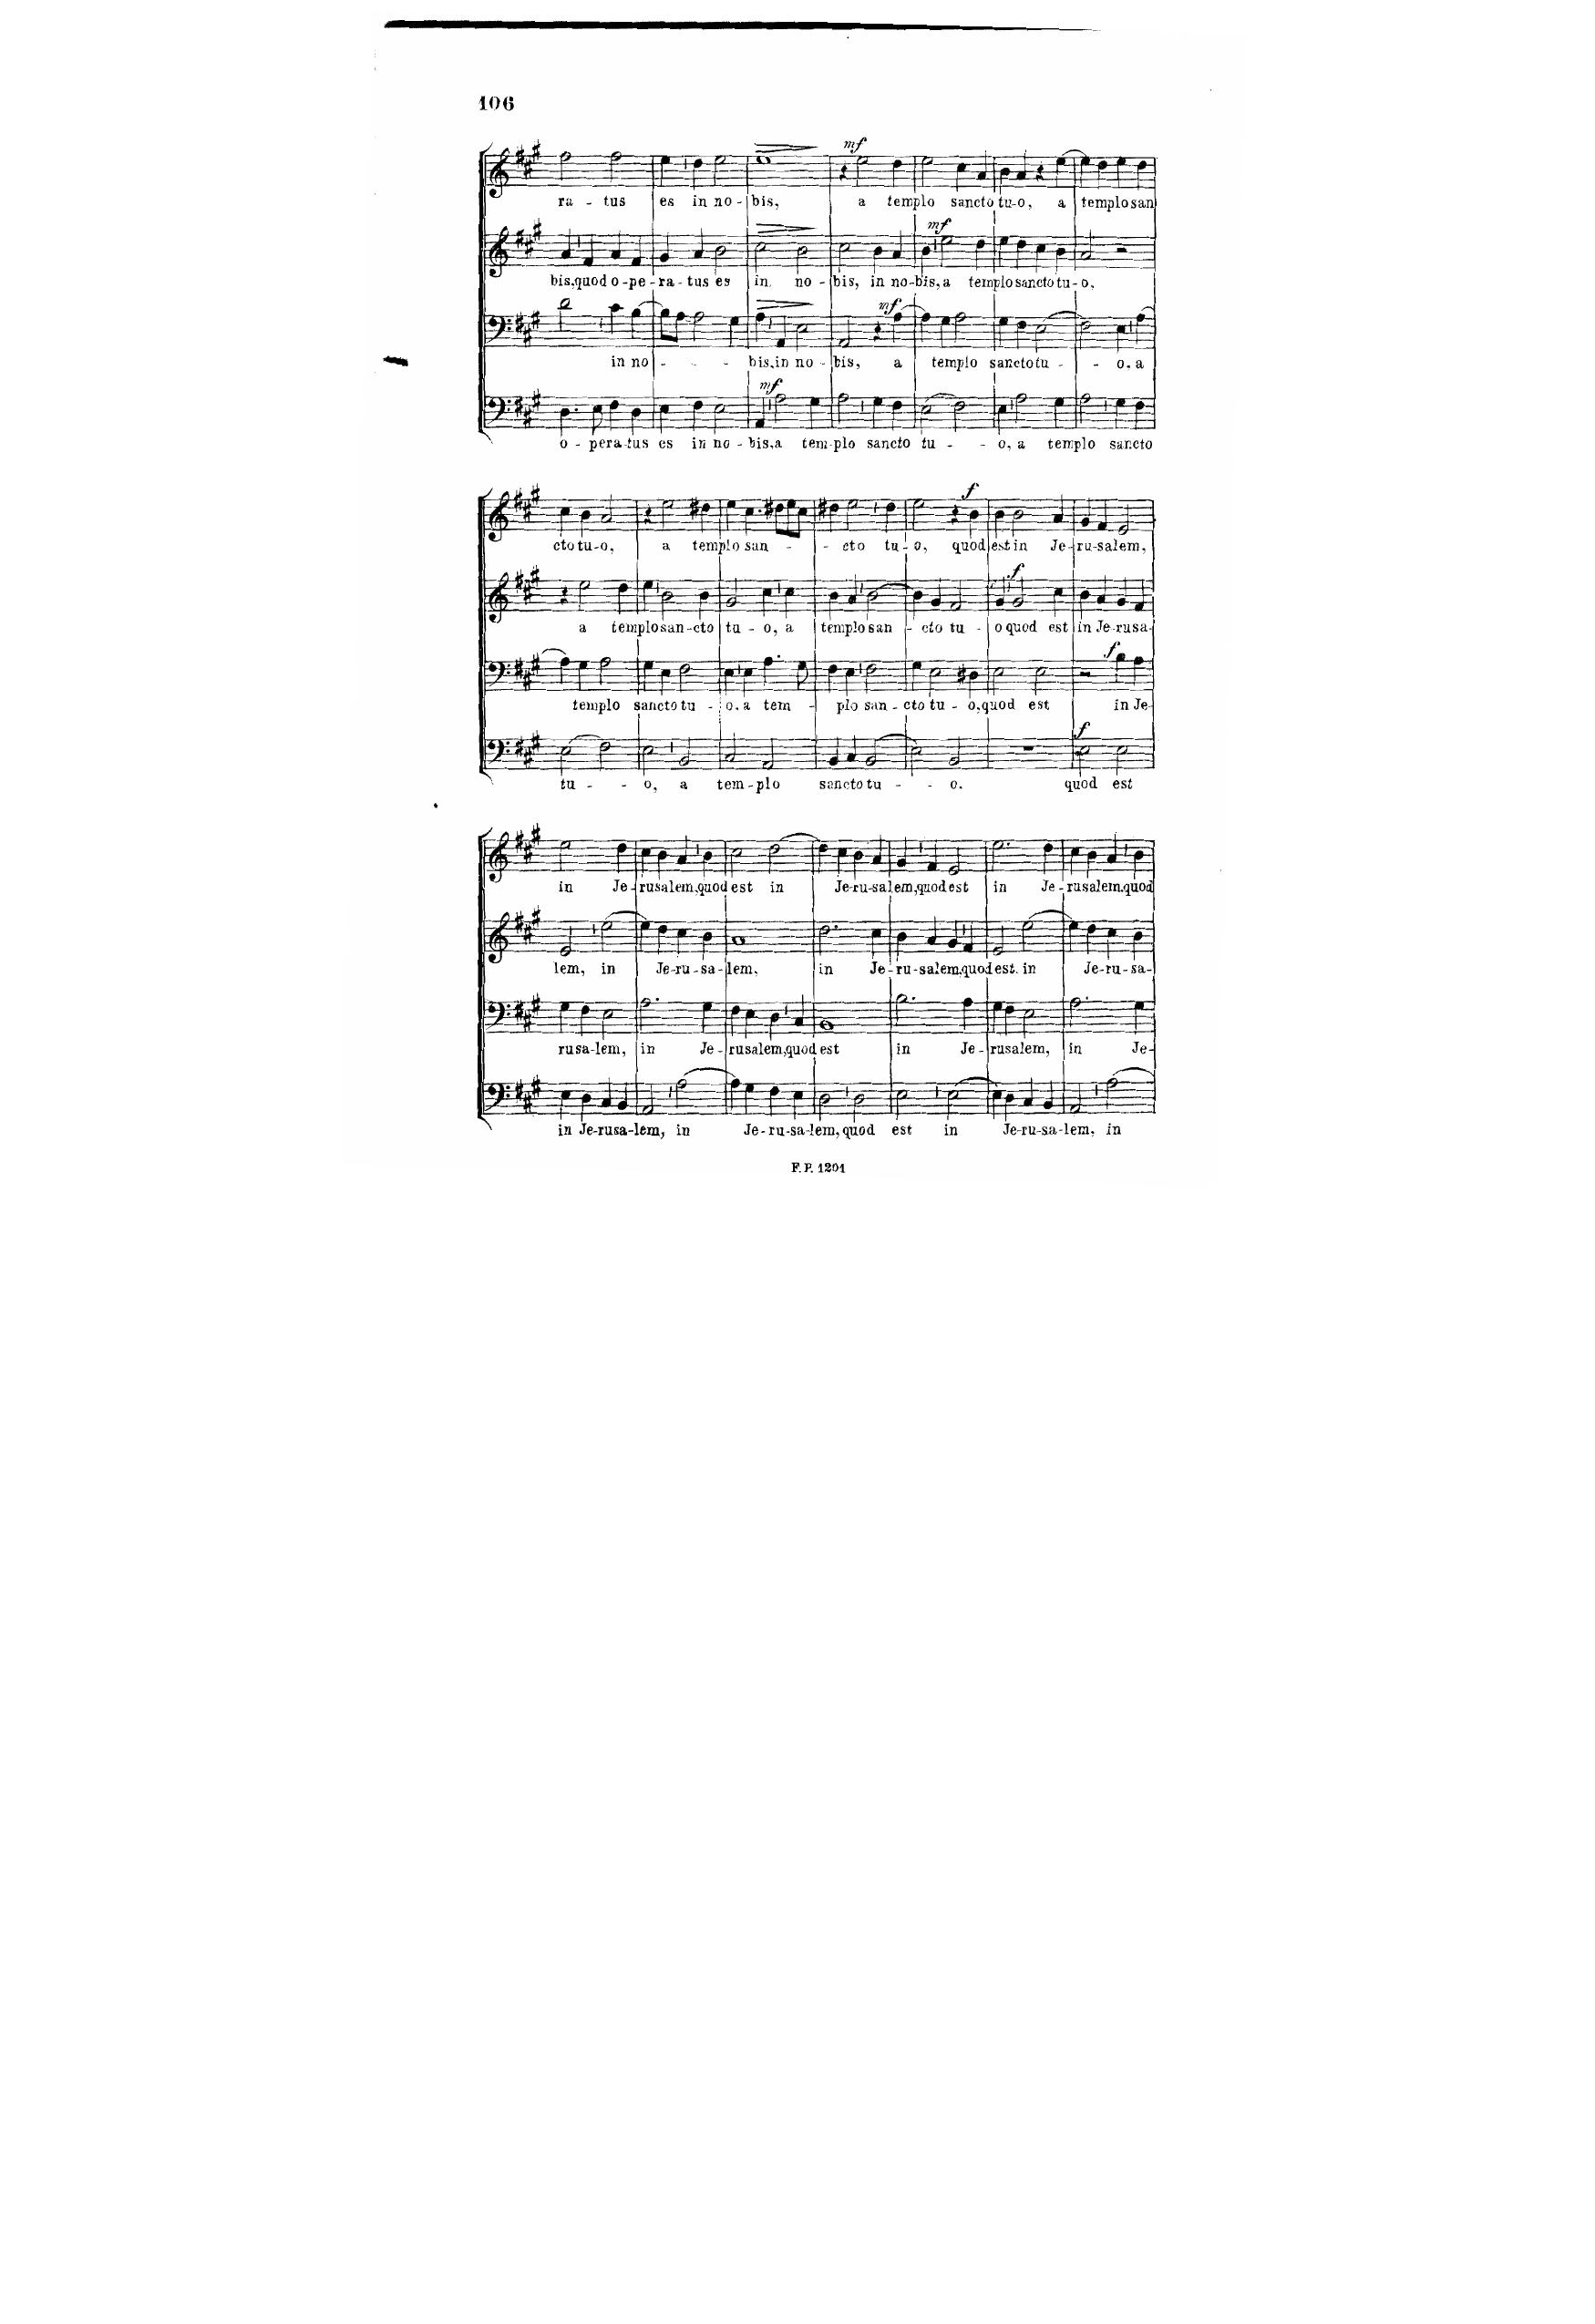 106
mf
ra - tus es in no - bis, a templo sancto tu-o, a templo san
mf
bis, quod o-pe-ra-tus es in no - bis, in no-bis, a templo sancto tu-o,
mf
in no - - - bis, in no - bis, a templo sancto tu - - o. a
mf
o - pera-tus es in no - bis, a tem-plo sancto tu - - o, a templo sancto
f
cto tu-o, a templo san - - cto tu - o, quod est in Je-ru-salem,
f
a templo san-cto tu - o, a templo san - cto tu - o quod est in Je-rusa-
f
templo sancto tu - o. a tem - plo san - cto tu - o, quod est in Je-
f
tu - - o, a tem-plo sancto tu - - o. quod est
in Je-rusalem, quod est in Je-ru-salem, quod est in Je-rusalem, quod
lem, in Je-ru-sa-lem, in Je-ru-salem, quod est. in Je-ru-sa-
rusa-lem, in Je-rusalem, quod est in Je-rusalem, in Je-
in Je-rusa-lem, in Je-ru-sa-lem, quod est in Je-ru-sa-lem, in
F. P. 1201